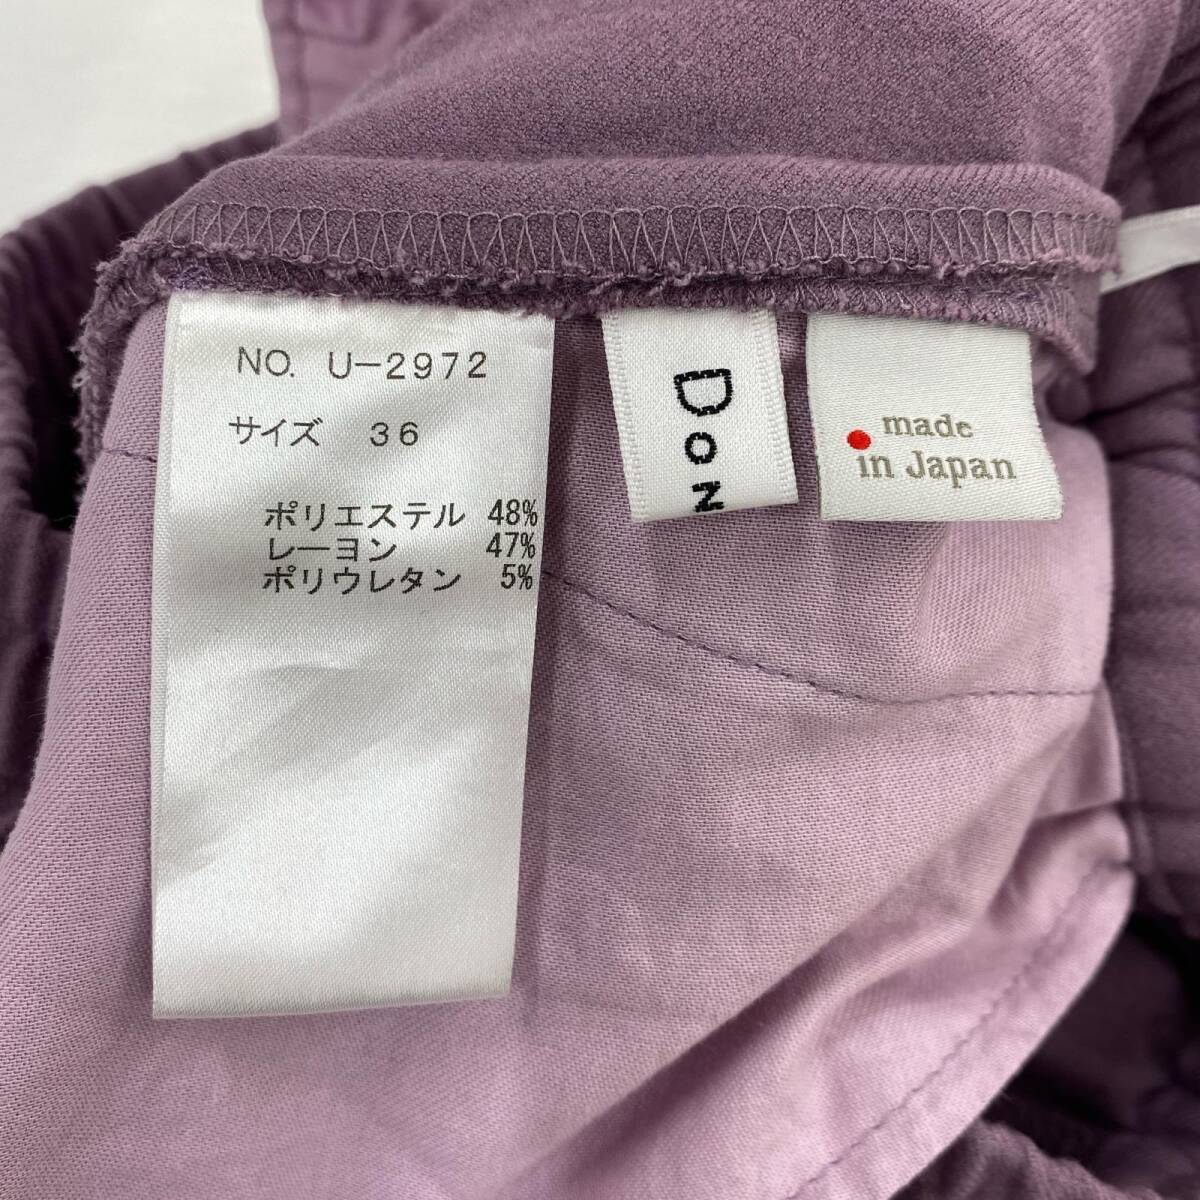 NO. U-2972
サイズ 36
ポリエステル 48%
レーヨン 47%
ポリウレタン 5%
Don
made
in Japan